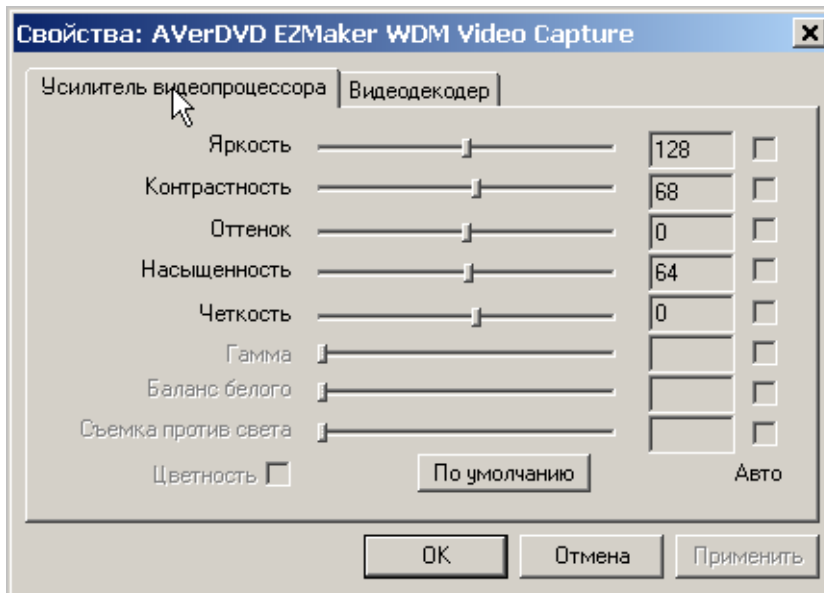 Свойства: AVerDVD EZMaker WDM Video Capture
Усилитель видеопроцессора Видеодекодер
Яркость 128
Контрастность 68
Оттенок 0
Насыщенность 64
Четкость 0
Гамма
Баланс белого
Съемка против света
Цветность По умолчанию Авто
OK Отмена Применить